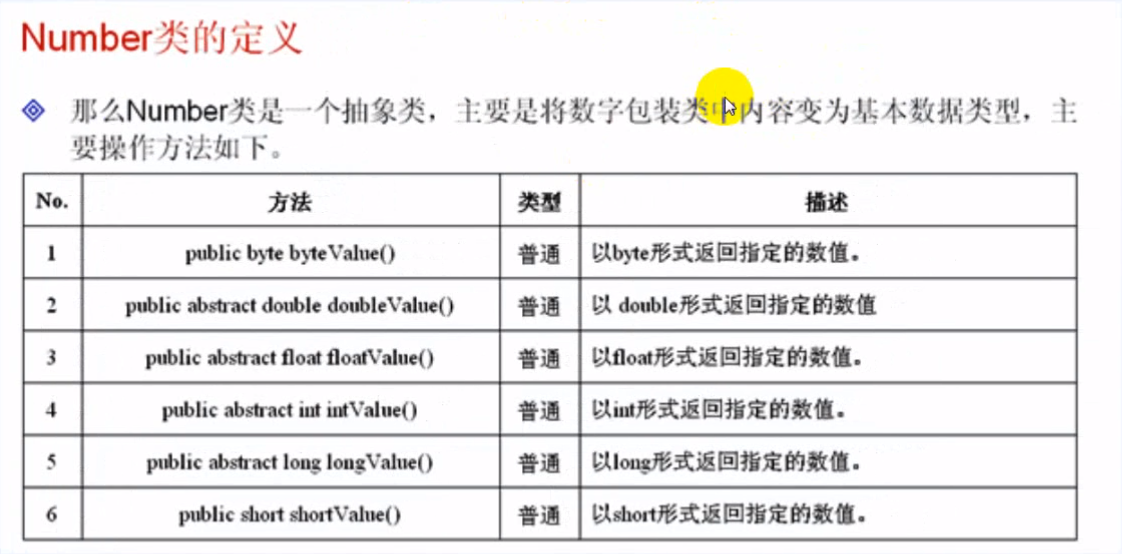 Number类的定义
那么Number类是一个抽象类，主要是将数字包装类中内容变为基本数据类型，主
要操作方法如下。
No. 方法 类型 描述
1 public byte byteValue() 普通 以byte形式返回指定的数值。
2 public abstract double doubleValue() 普通 以 double形式返回指定的数值
3 public abstract float floatValue() 普通 以float形式返回指定的数值。
4 public abstract int intValue() 普通 以int形式返回指定的数值。
5 public abstract long longValue() 普通 以long形式返回指定的数值。
6 public short shortValue() 普通 以short形式返回指定的数值。